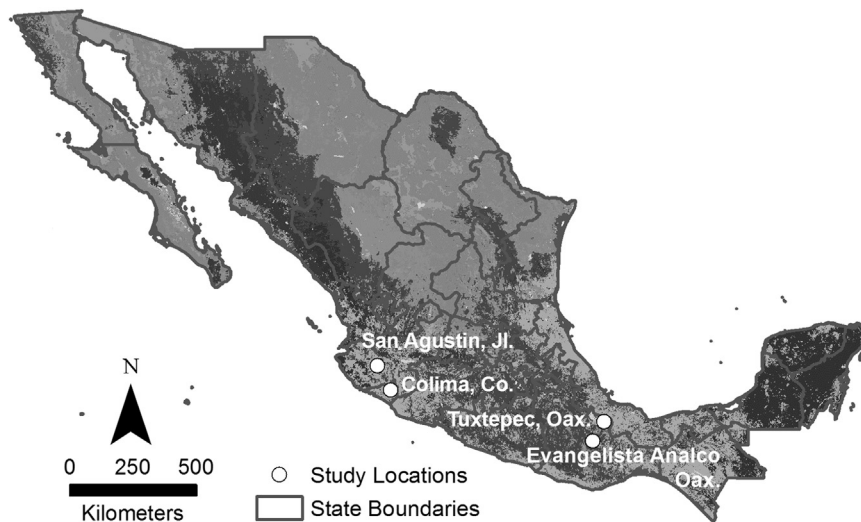 San Agustin, Jl.
Colima, Co.
Tuxtepec, Oax.
Evangelista Analco
Oax.
N
0 250 500
Kilometers
Study Locations
State Boundaries